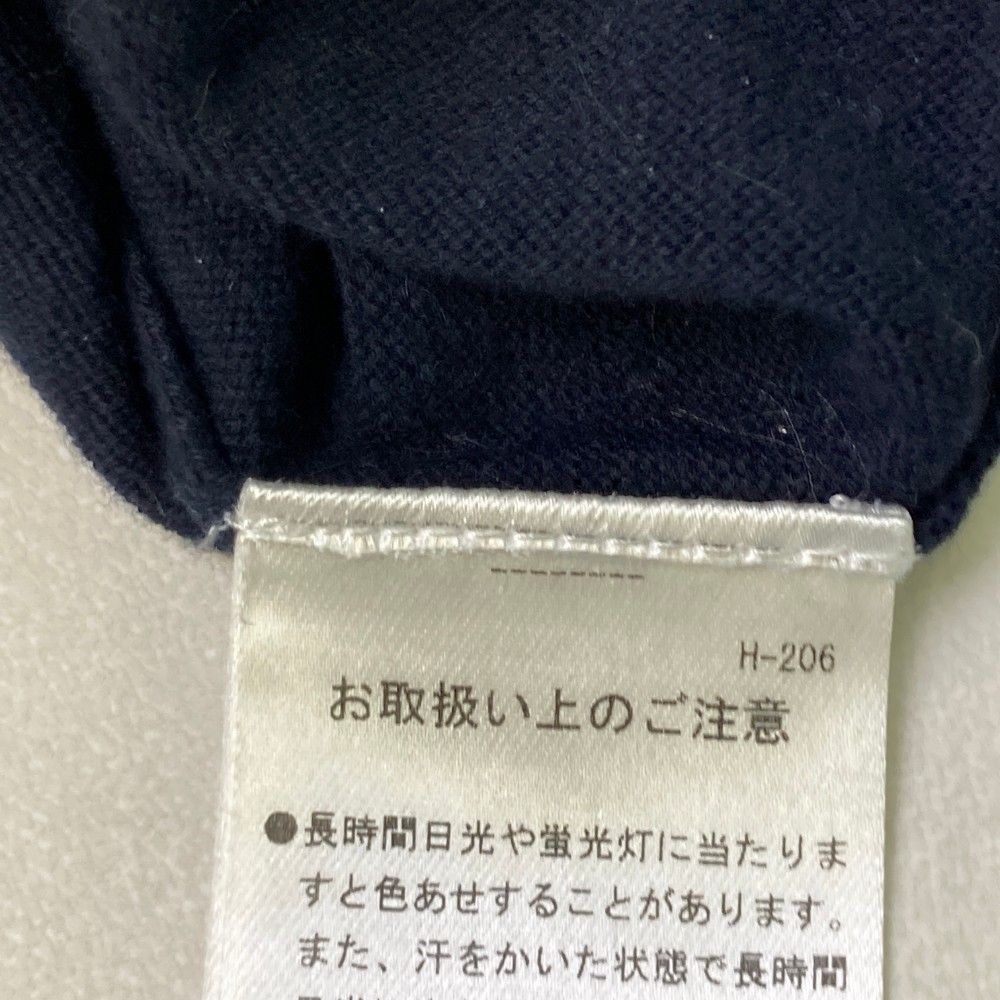 H-206
お取扱い上のご注意
●長時間日光や蛍光灯に当たりま
すと色あせすることがあります。
また、汗をかいた状態で長時間